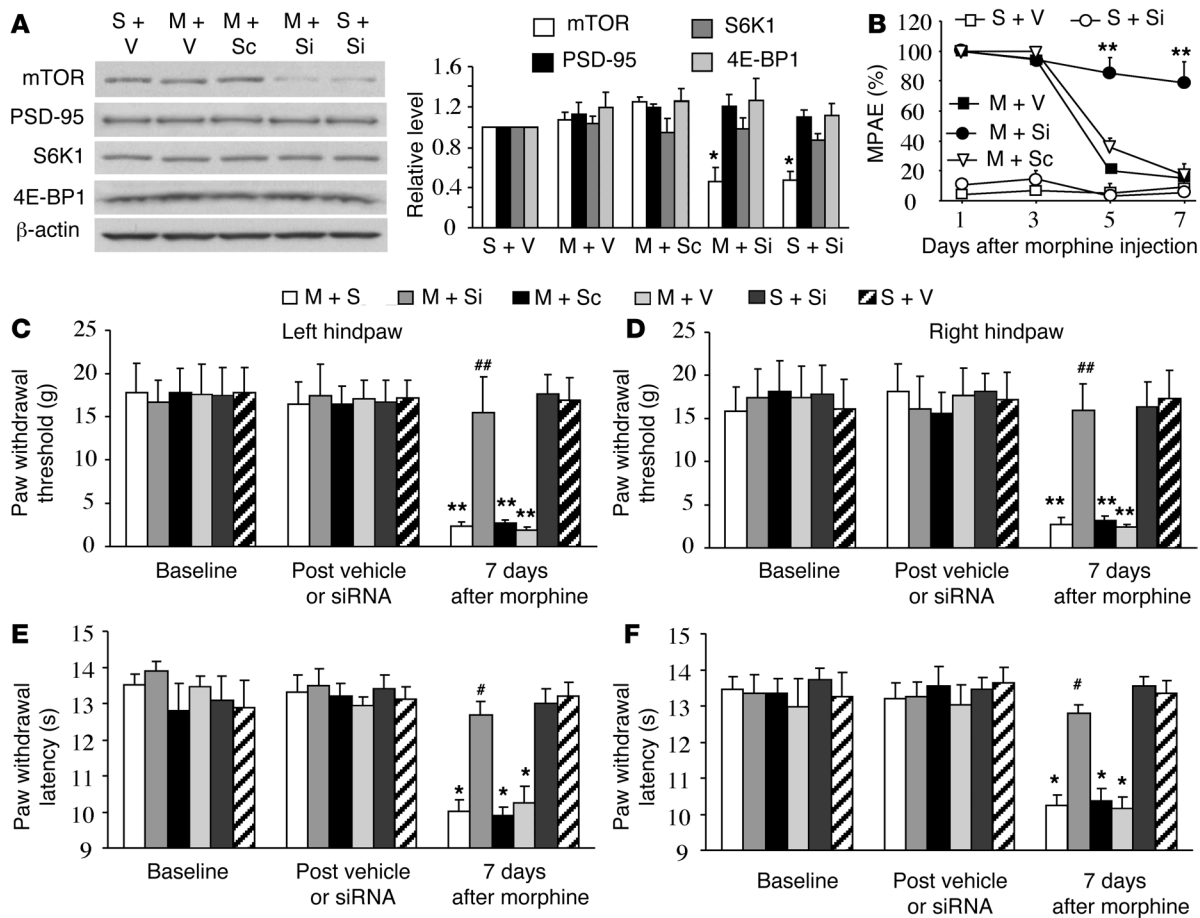 A
S + V
M + V
M + Sc
M + Si
S + Si
mTOR
PSD-95
S6K1
4E-BP1
β-actin
mTOR
PSD-95
S6K1
4E-BP1
Relative level
1.6
1.2
1.0
0.8
0.4
0
*
*
S + V
M + V
M + Sc
M + Si
S + Si
B
S + V
S + Si
MPAE (%)
120
100
80
60
40
20
0
**
**
M + V
M + Si
M + Sc
1 3 5 7
Days after morphine injection
M + S
M + Si
M + Sc
M + V
S + Si
S + V
C
Left hindpaw
Paw withdrawal
threshold (g)
25
20
15
10
5
0
##
**
**
**
Baseline
Post vehicle
or siRNA
7 days
after morphine
D
Right hindpaw
Paw withdrawal
threshold (g)
25
20
15
10
5
0
##
**
**
**
Baseline
Post vehicle
or siRNA
7 days
after morphine
E
Paw withdrawal
latency (s)
15
14
13
12
11
10
9
#
*
*
*
Baseline
Post vehicle
or siRNA
7 days
after morphine
F
Paw withdrawal
latency (s)
15
14
13
12
11
10
9
#
*
*
*
Baseline
Post vehicle
or siRNA
7 days
after morphine